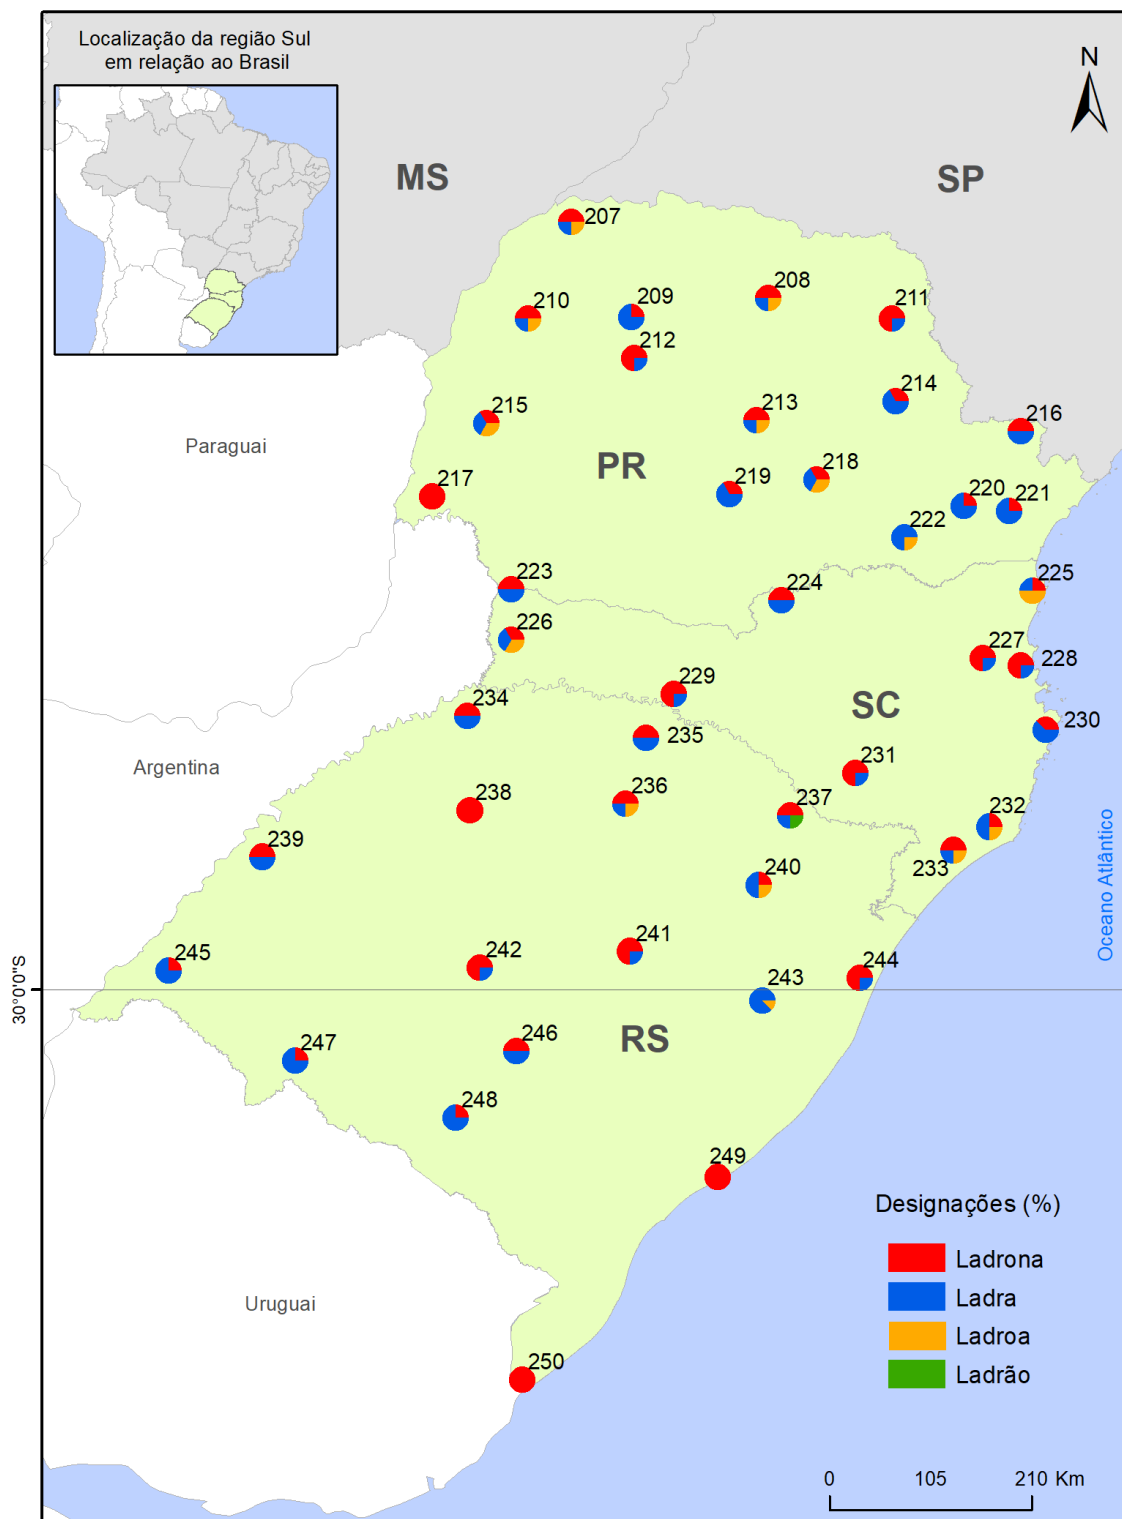 Localização da região Sul
em relação ao Brasil
N
MS
SP
207
208
210
209
211
212
214
215
213
216
Paraguai
PR
217
218
219
220
221
222
223
224
225
226
227
228
229
234
SC
230
235
Argentina
231
236
237
238
232
239
233
240
Oceano Atlântico
241
245
242
244
243
30°0'0"S
246
RS
247
248
249
Designações (%)
Ladrona
Ladra
Uruguai
Ladroa
250
Ladrão
0 105 210 Km